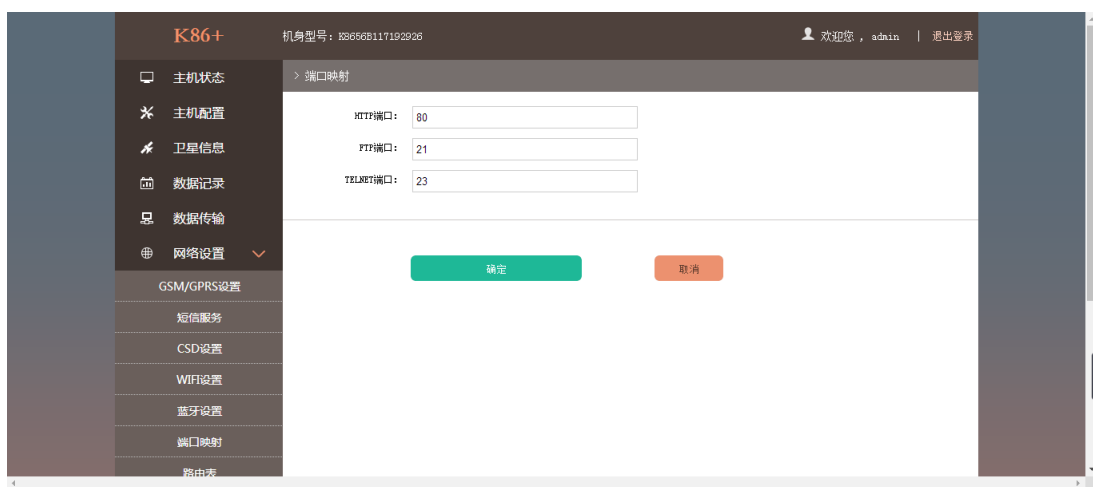 K86+
机身型号：K8656B117192926
欢迎您，admin | 退出登录
主机状态
主机配置
卫星信息
数据记录
数据传输
网络设置
GSM/GPRS设置
短信服务
CSD设置
WIFI设置
蓝牙设置
端口映射
路由表
> 端口映射
HTTP端口： 80
FTP端口： 21
TELNET端口： 23
确定 取消